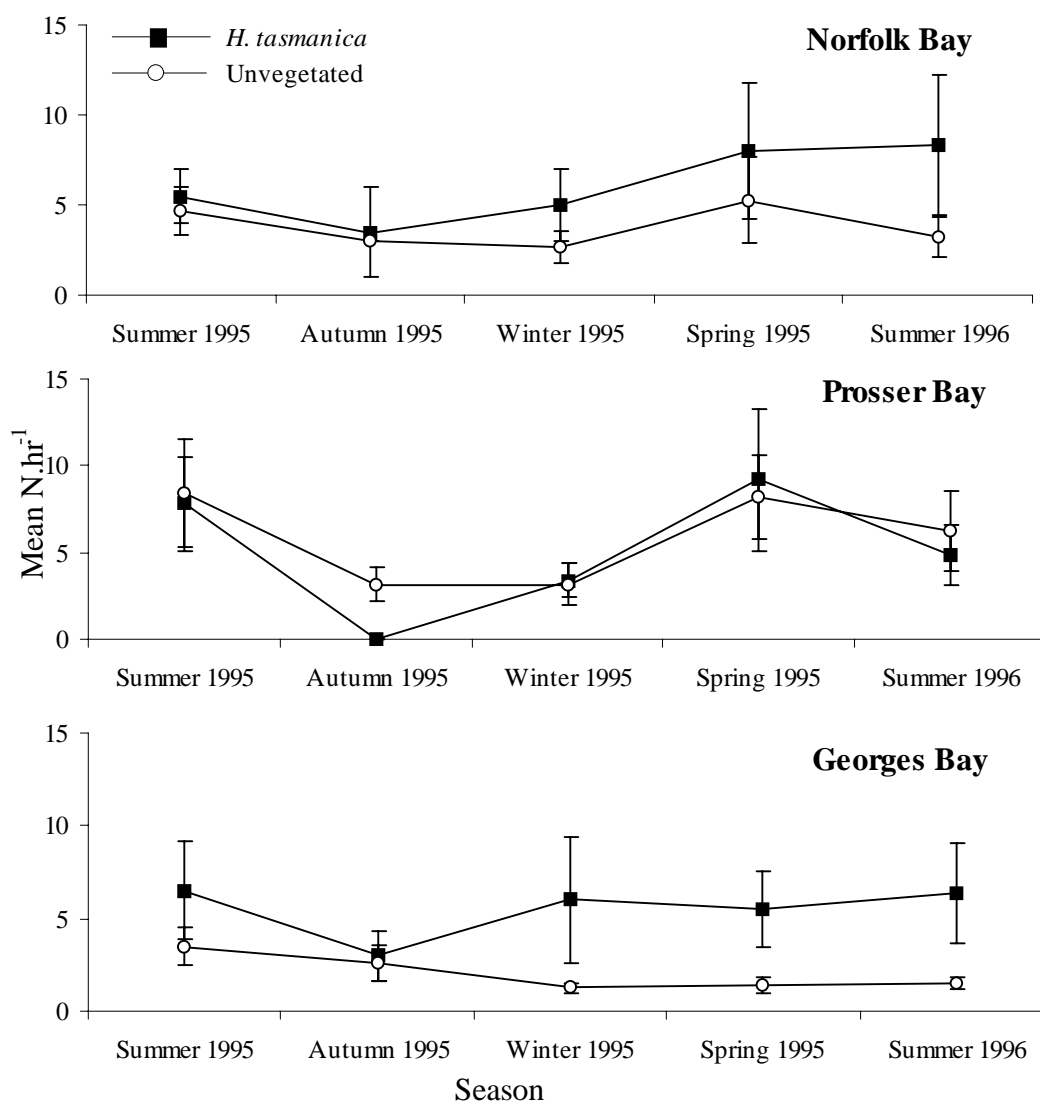 15
H. tasmanica
Norfolk Bay
Unvegetated
10
5
0
Summer 1995 Autumn 1995 Winter 1995 Spring 1995 Summer 1996
15
Prosser Bay
10
Mean N.hr-1
5
0
Summer 1995 Autumn 1995 Winter 1995 Spring 1995 Summer 1996
15
Georges Bay
10
5
0
Summer 1995 Autumn 1995 Winter 1995 Spring 1995 Summer 1996
Season